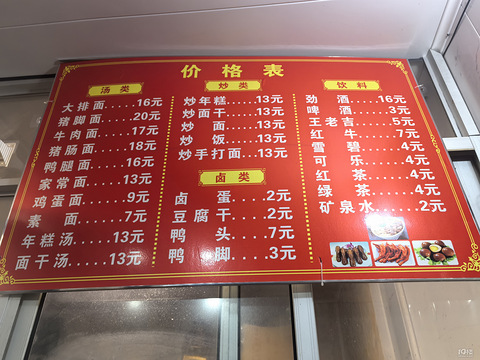 价格表
汤类
大排面......16元
猪脚面......20元
牛肉面......17元
猪肠面......18元
鸭腿面......16元
家常面......13元
鸡蛋面......9元
素面......7元
年糕汤......13元
面干汤......13元
炒类
炒年糕......13元
炒面干......13元
炒面......13元
炒饭......13元
炒手打面...13元
卤类
卤蛋......2元
豆腐干......2元
鸭头......7元
鸭脚......3元
饮料
劲酒......16元
啤酒......3元
王老吉......5元
红牛......7元
雪碧......4元
可乐......4元
红茶......4元
绿茶......4元
矿泉水......2元